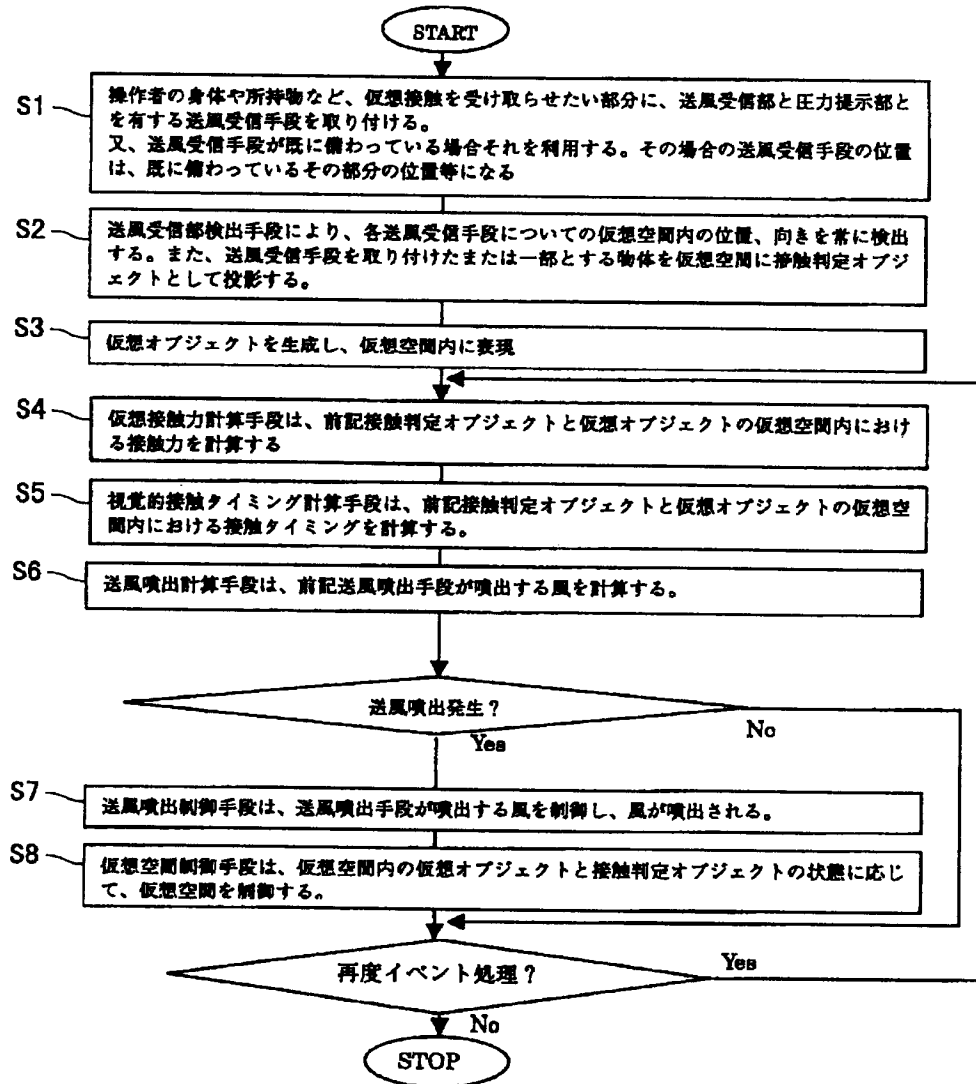 START
S1
操作者の身体や所持物など、仮想接触を受け取らせたい部分に、送風受信部と圧力提示部と
を有する送風受信手段を取り付ける。
又、送風受信手段が既に備わっている場合それを利用する。その場合の送風受信手段の位置
は、既に備わっているその部分の位置等になる
S2
送風受信部検出手段により、各送風受信手段についての仮想空間内の位置、向きを常に検出
する。また、送風受信手段を取り付けたまたは一部とする物体を仮想空間に接触判定オブジ
ェクトとして投影する。
S3
仮想オブジェクトを生成し、仮想空間内に表現
S4
仮想接触力計算手段は、前記接触判定オブジェクトと仮想オブジェクトの仮想空間内におけ
る接触力を計算する
S5
視覚的接触タイミング計算手段は、前記接触判定オブジェクトと仮想オブジェクトの仮想空
間内における接触タイミングを計算する。
S6
送風噴出計算手段は、前記送風噴出手段が噴出する風を計算する。
送風噴出発生？
No
Yes
S7
送風噴出制御手段は、送風噴出手段が噴出する風を制御し、風が噴出される。
S8
仮想空間制御手段は、仮想空間内の仮想オブジェクトと接触判定オブジェクトの状態に応じ
て、仮想空間を制御する。
再度イベント処理？
Yes
No
STOP